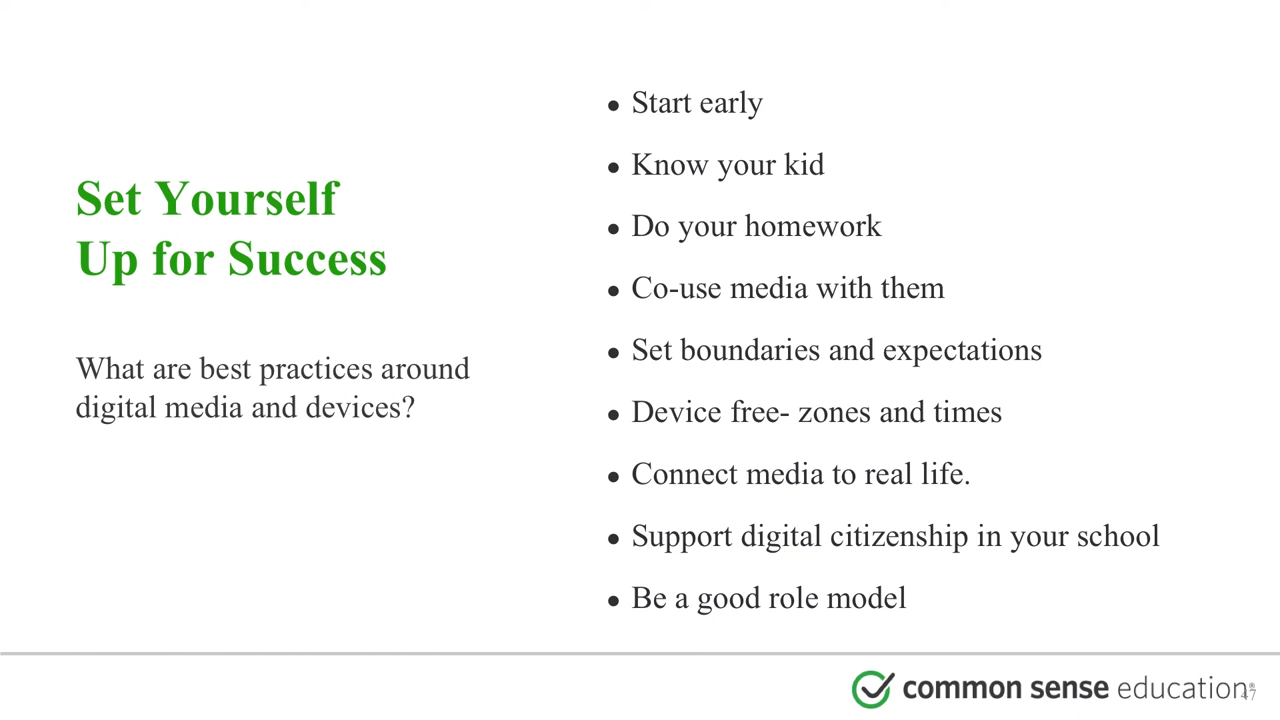 Set Yourself
Up for Success
What are best practices around
digital media and devices?
● Start early
● Know your kid
● Do your homework
● Co-use media with them
● Set boundaries and expectations
● Device free- zones and times
● Connect media to real life.
● Support digital citizenship in your school
● Be a good role model
common sense education®
47